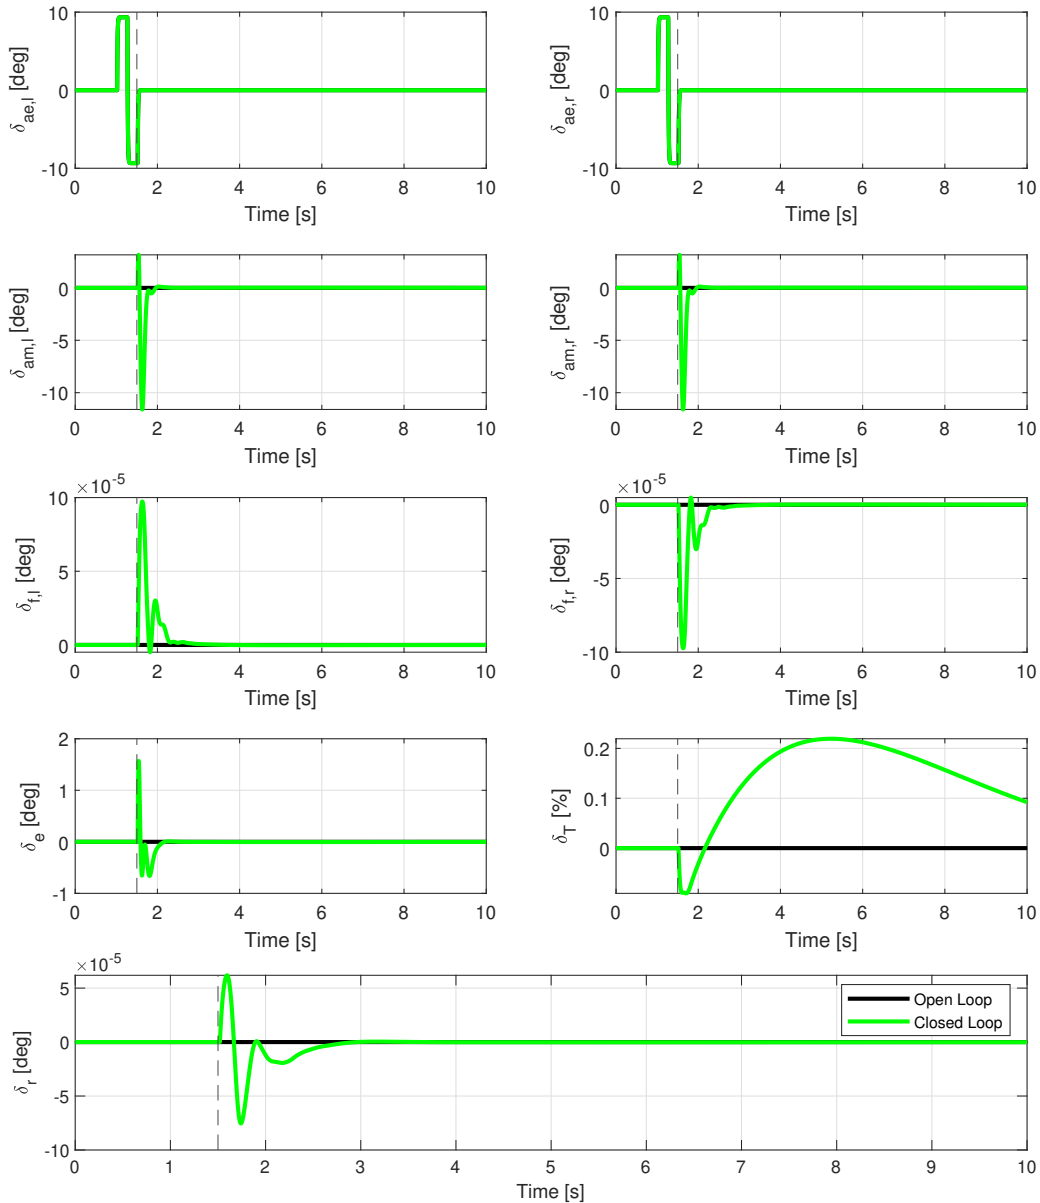 10
0
-10
δae,l [deg]
0 2 4 6 8 10
Time [s]
10
0
-10
δae,r [deg]
0 2 4 6 8 10
Time [s]
0
-5
-10
δam,l [deg]
0 2 4 6 8 10
Time [s]
0
-5
-10
δam,r [deg]
0 2 4 6 8 10
Time [s]
×10-5
10
5
0
δf,l [deg]
0 2 4 6 8 10
Time [s]
×10-5
0
-5
-10
δf,r [deg]
0 2 4 6 8 10
Time [s]
2
1
0
-1
δe [deg]
0 2 4 6 8 10
Time [s]
0.2
0.1
0
δT [%]
0 2 4 6 8 10
Time [s]
×10-5
5
0
-5
-10
δr [deg]
Open Loop
Closed Loop
0 1 2 3 4 5 6 7 8 9 10
Time [s]